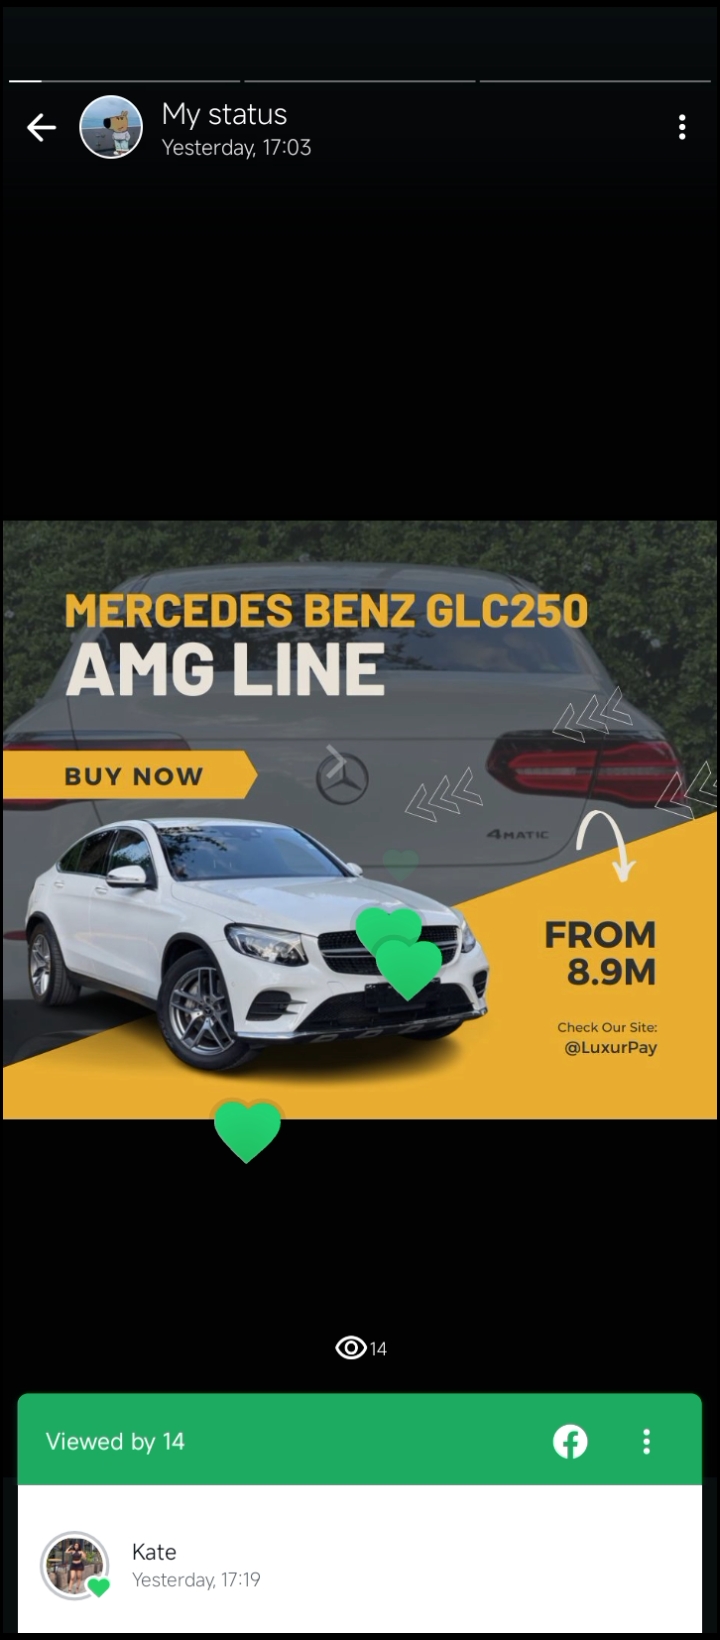 My status
Yesterday, 17:03
MERCEDES BENZ GLC250
AMG LINE
BUY NOW
4MATIC
FROM
8.9M
Check Our Site:
@LuxurPay
14
Viewed by 14
Kate
Yesterday, 17:19